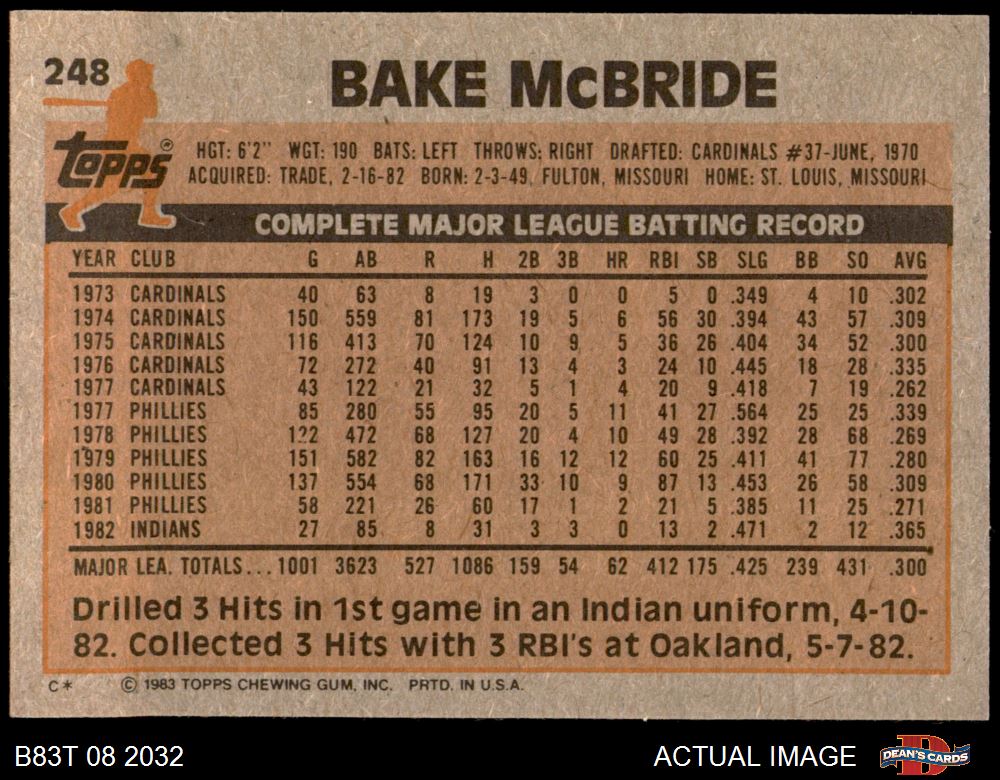 248
BAKE McBRIDE
Topps®
HGT: 6'2" WGT: 190 BATS: LEFT THROWS: RIGHT DRAFTED: CARDINALS #37-JUNE, 1970
ACQUIRED: TRADE, 2-16-82 BORN: 2-3-49, FULTON, MISSOURI HOME: ST. LOUIS, MISSOURI
COMPLETE MAJOR LEAGUE BATTING RECORD
YEAR CLUB G AB R H 2B 3B HR RBI SB SLG BB SO AVG
1973 CARDINALS 40 63 8 19 3 0 0 5 0 .349 4 10 .302
1974 CARDINALS 150 559 81 173 19 5 6 56 30 .394 43 57 .309
1975 CARDINALS 116 413 70 124 10 9 5 36 26 .404 34 52 .300
1976 CARDINALS 72 272 40 91 13 4 3 24 10 .445 18 28 .335
1977 CARDINALS 43 122 21 32 5 1 4 20 9 .418 7 19 .262
1977 PHILLIES 85 280 55 95 20 5 11 41 27 .564 25 25 .339
1978 PHILLIES 122 472 68 127 20 4 10 49 28 .392 28 68 .269
1979 PHILLIES 151 582 82 163 16 12 12 60 25 .411 41 77 .280
1980 PHILLIES 137 554 68 171 33 10 9 87 13 .453 26 58 .309
1981 PHILLIES 58 221 26 60 17 1 2 21 5 .385 11 25 .271
1982 INDIANS 27 85 8 31 3 3 0 13 2 .471 2 12 .365
MAJOR LEA. TOTALS... 1001 3623 527 1086 159 54 62 412 175 .425 239 431 .300
Drilled 3 Hits in 1st game in an Indian uniform, 4-10-
82. Collected 3 Hits with 3 RBI's at Oakland, 5-7-82.
C* © 1983 TOPPS CHEWING GUM, INC. PRTD. IN U.S.A.
B83T 08 2032 ACTUAL IMAGE DEAN'S CARDS